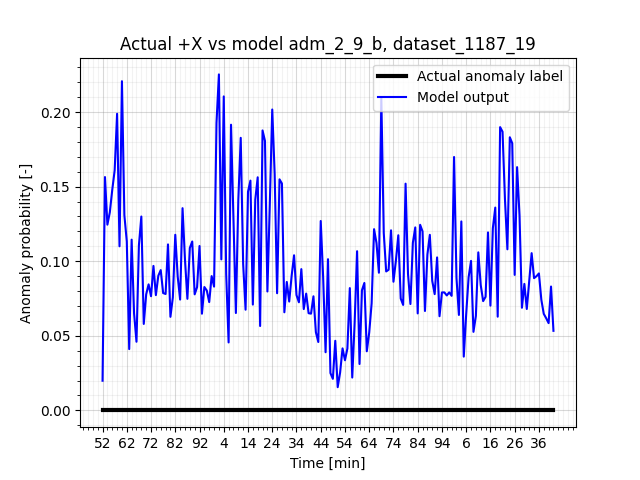 Actual +X vs model adm_2_9_b, dataset_1187_19
Actual anomaly label
Model output
Anomaly probability [-]
0.20
0.15
0.10
0.05
0.00
52 62 72 82 92 4 14 24 34 44 54 64 74 84 94 6 16 26 36
Time [min]